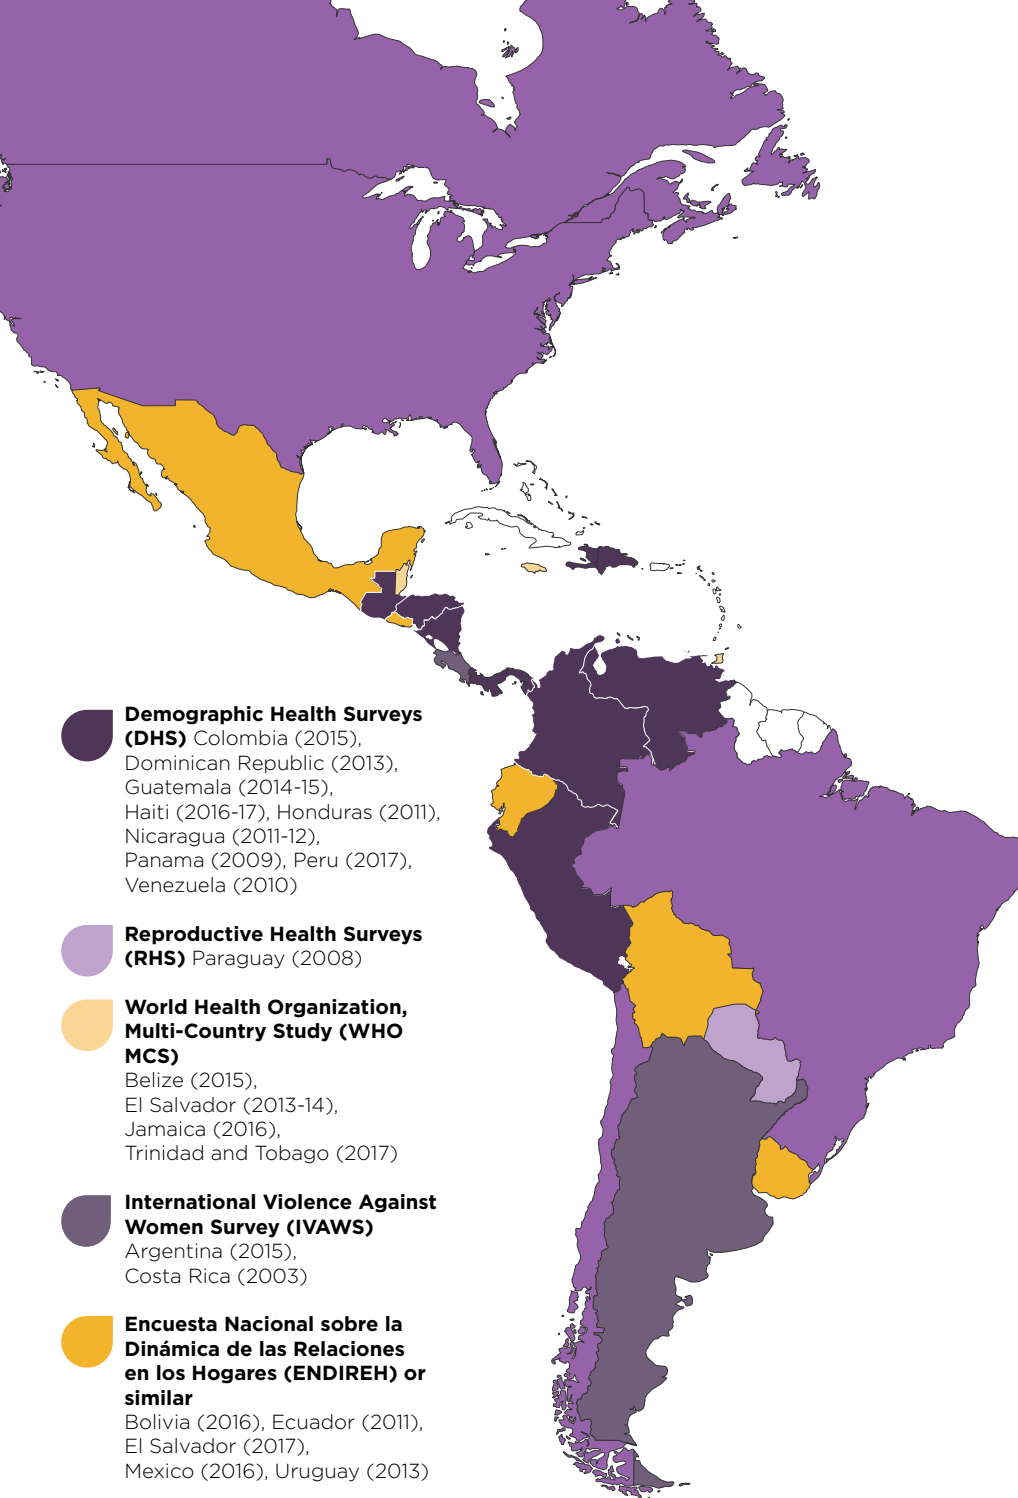 Demographic Health Surveys
(DHS) Colombia (2015),
Dominican Republic (2013),
Guatemala (2014-15),
Haiti (2016-17), Honduras (2011),
Nicaragua (2011-12),
Panama (2009), Peru (2017),
Venezuela (2010)
Reproductive Health Surveys
(RHS) Paraguay (2008)
World Health Organization,
Multi-Country Study (WHO
MCS)
Belize (2015),
El Salvador (2013-14),
Jamaica (2016),
Trinidad and Tobago (2017)
International Violence Against
Women Survey (IVAWS)
Argentina (2015),
Costa Rica (2003)
Encuesta Nacional sobre la
Dinámica de las Relaciones
en los Hogares (ENDIREH) or
similar
Bolivia (2016), Ecuador (2011),
El Salvador (2017),
Mexico (2016), Uruguay (2013)